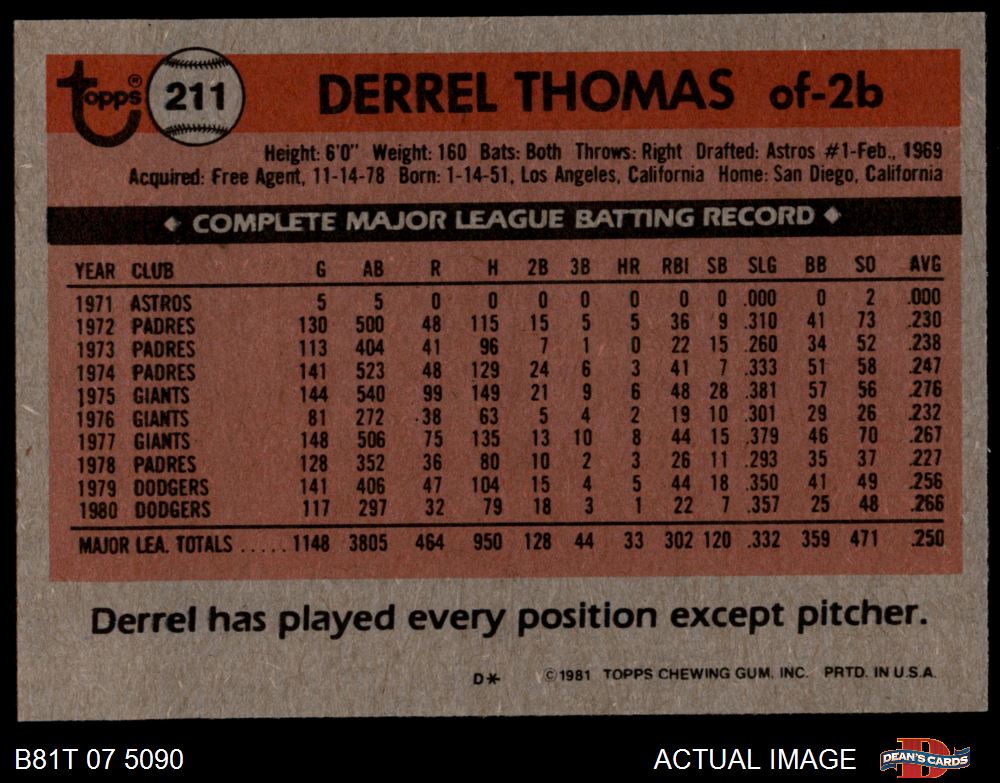 Topps® 211 DERREL THOMAS of-2b
Height: 6'0" Weight: 160 Bats: Both Throws: Right Drafted: Astros #1-Feb., 1969
Acquired: Free Agent, 11-14-78 Born: 1-14-51, Los Angeles, California Home: San Diego, California
COMPLETE MAJOR LEAGUE BATTING RECORD
YEAR CLUB G AB R H 2B 3B HR RBI SB SLG BB SO AVG
1971 ASTROS 5 5 0 0 0 0 0 0 0 .000 0 2 .000
1972 PADRES 130 500 48 115 15 5 5 36 9 .310 41 73 .230
1973 PADRES 113 404 41 96 7 1 0 22 15 .260 34 52 .238
1974 PADRES 141 523 48 129 24 6 3 41 7 .333 51 58 .247
1975 GIANTS 144 540 99 149 21 9 6 48 28 .381 57 56 .276
1976 GIANTS 81 272 38 63 5 4 2 19 10 .301 29 26 .232
1977 GIANTS 148 506 75 135 13 10 8 44 15 .379 46 70 .267
1978 PADRES 128 352 36 80 10 2 3 26 11 .293 35 37 .227
1979 DODGERS 141 406 47 104 15 4 5 44 18 .350 41 49 .256
1980 DODGERS 117 297 32 79 18 3 1 22 7 .357 25 48 .266
MAJOR LEA. TOTALS ..... 1148 3805 464 950 128 44 33 302 120 .332 359 471 .250
Derrel has played every position except pitcher.
D* ©1981 TOPPS CHEWING GUM, INC. PRTD. IN U.S.A.
B81T 07 5090 ACTUAL IMAGE D DEAN'S CARDS